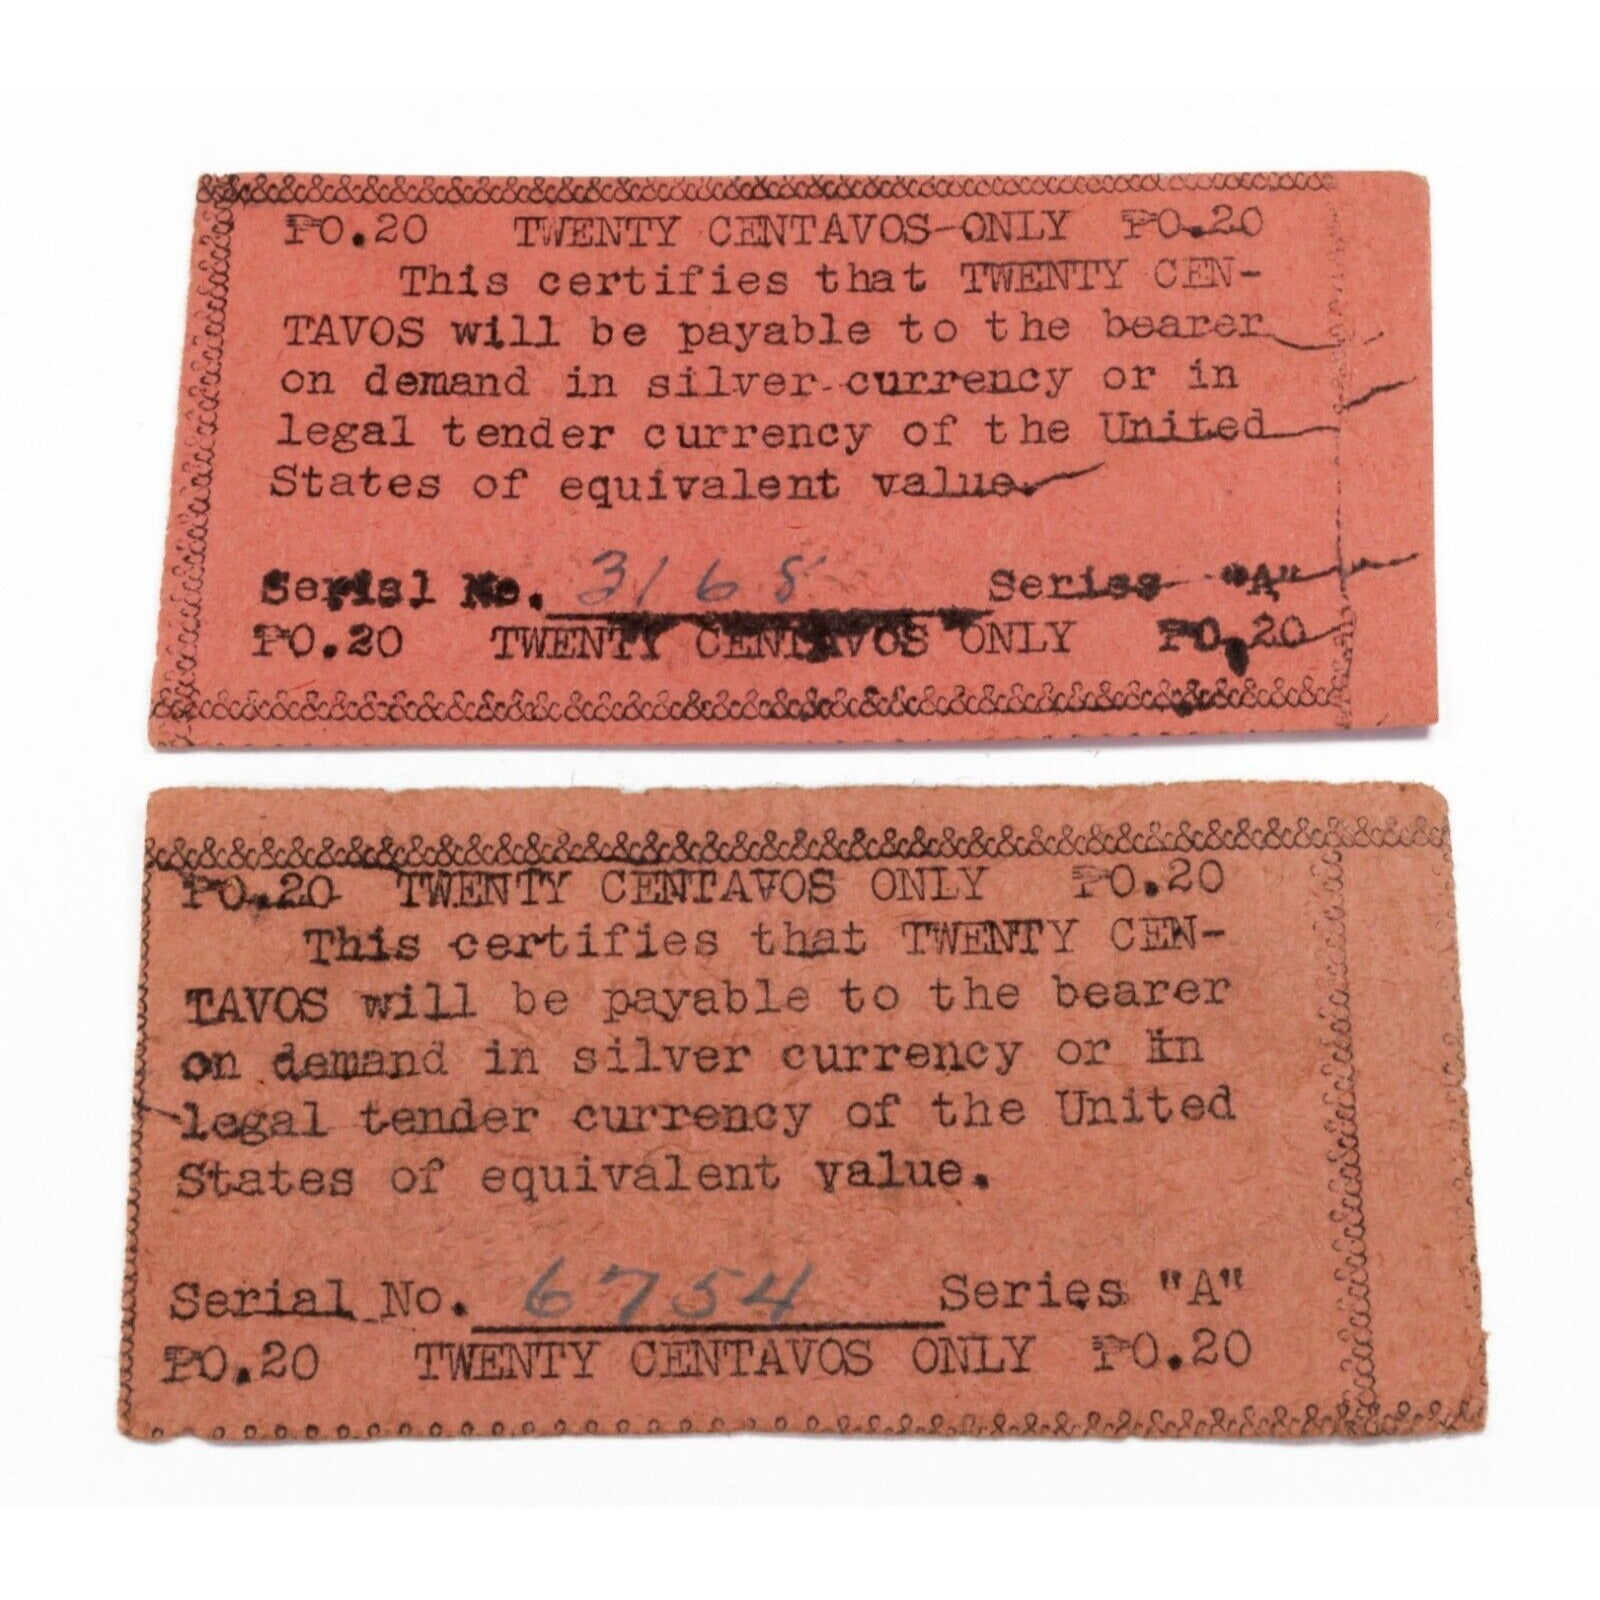 ₱0.20 TWENTY CENTAVOS ONLY ₱0.20
This certifies that TWENTY CEN-
TAVOS will be payable to the bearer
on demand in silver currency or in
legal tender currency of the United
States of equivalent value.
Serial No. 3168 Series "A"
₱0.20 TWENTY CENTAVOS ONLY ₱0.20
₱0.20 TWENTY CENTAVOS ONLY ₱0.20
This certifies that TWENTY CEN-
TAVOS will be payable to the bearer
on demand in silver currency or in
legal tender currency of the United
States of equivalent value.
Serial No. 6754 Series "A"
₱0.20 TWENTY CENTAVOS ONLY ₱0.20